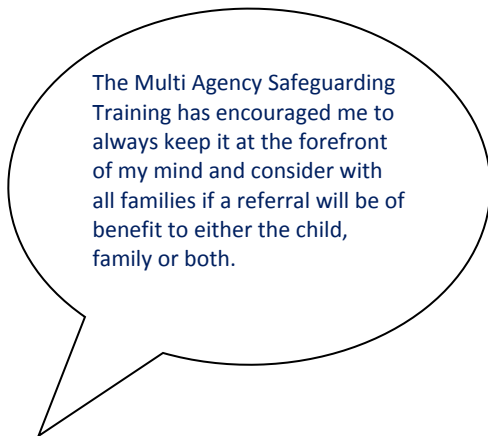 The Multi Agency Safeguarding
Training has encouraged me to
always keep it at the forefront
of my mind and consider with
all families if a referral will be of
benefit to either the child,
family or both.